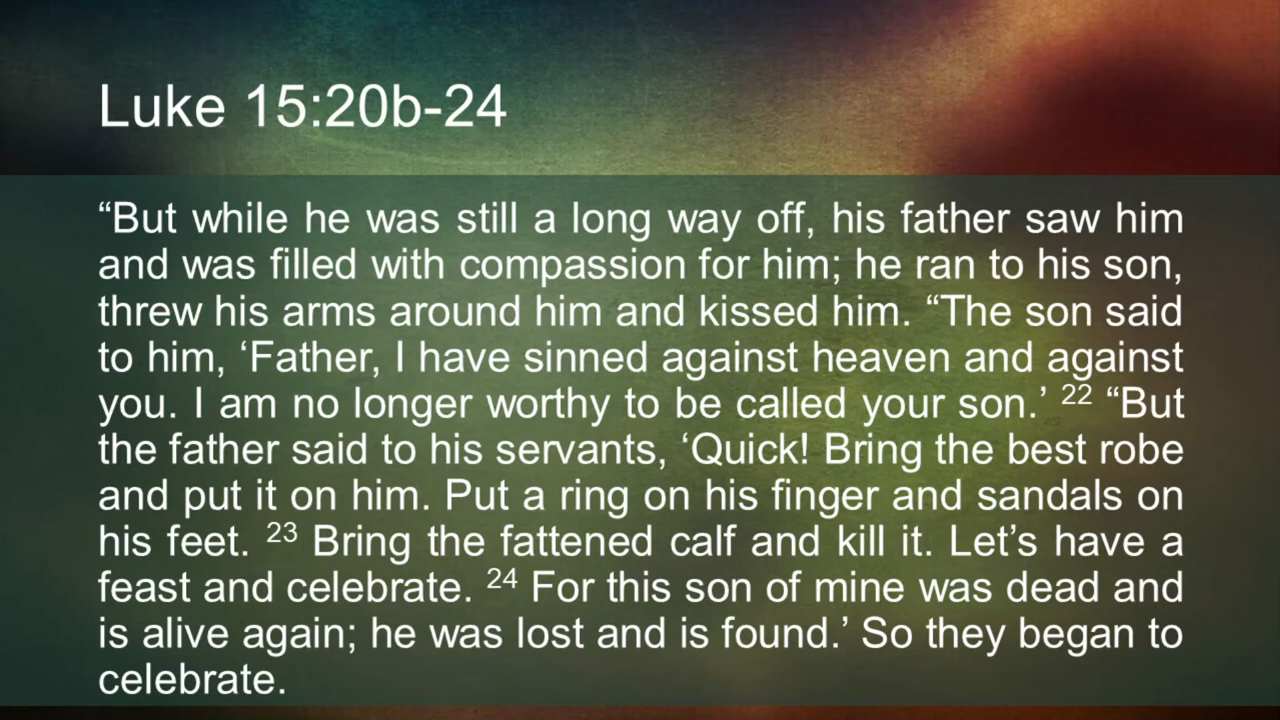 Luke 15:20b-24
“But while he was still a long way off, his father saw him
and was filled with compassion for him; he ran to his son,
threw his arms around him and kissed him. “The son said
to him, ‘Father, I have sinned against heaven and against
you. I am no longer worthy to be called your son.’ 22 “But
the father said to his servants, ‘Quick! Bring the best robe
and put it on him. Put a ring on his finger and sandals on
his feet. 23 Bring the fattened calf and kill it. Let’s have a
feast and celebrate. 24 For this son of mine was dead and
is alive again; he was lost and is found.’ So they began to
celebrate.